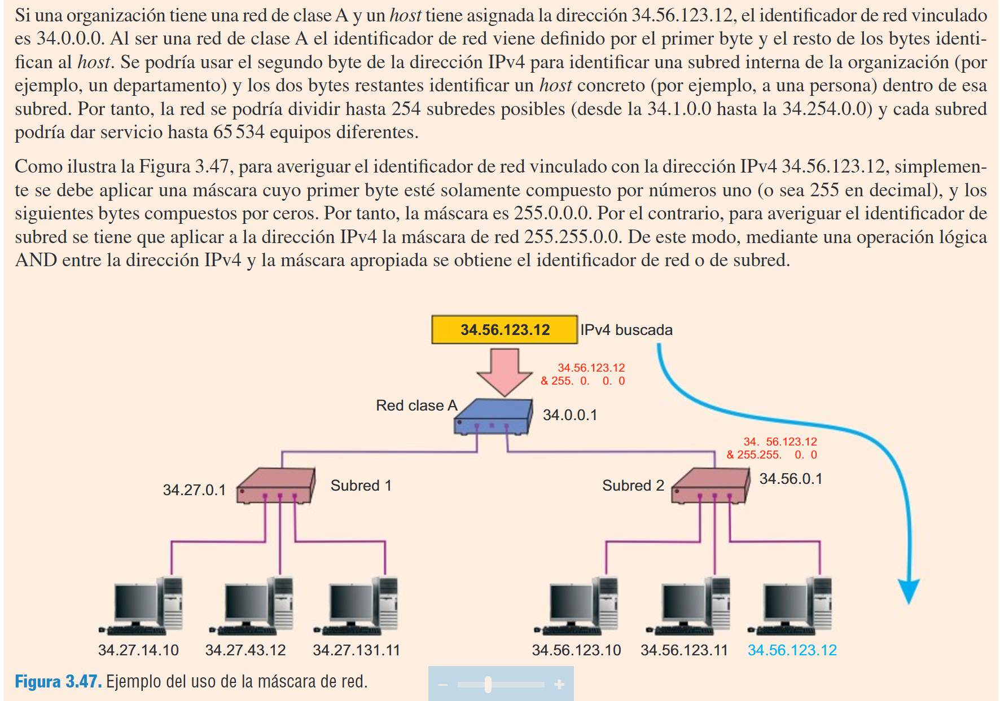 Si una organización tiene una red de clase A y un host tiene asignada la dirección 34.56.123.12, el identificador de red vinculado
es 34.0.0.0. Al ser una red de clase A el identificador de red viene definido por el primer byte y el resto de los bytes identi-
fican al host. Se podría usar el segundo byte de la dirección IPv4 para identificar una subred interna de la organización (por
ejemplo, un departamento) y los dos bytes restantes identificar un host concreto (por ejemplo, a una persona) dentro de esa
subred. Por tanto, la red se podría dividir hasta 254 subredes posibles (desde la 34.1.0.0 hasta la 34.254.0.0) y cada subred
podría dar servicio hasta 65 534 equipos diferentes.
Como ilustra la Figura 3.47, para averiguar el identificador de red vinculado con la dirección IPv4 34.56.123.12, simplemen-
te se debe aplicar una máscara cuyo primer byte esté solamente compuesto por números uno (o sea 255 en decimal), y los
siguientes bytes compuestos por ceros. Por tanto, la máscara es 255.0.0.0. Por el contrario, para averiguar el identificador de
subred se tiene que aplicar a la dirección IPv4 la máscara de red 255.255.0.0. De este modo, mediante una operación lógica
AND entre la dirección IPv4 y la máscara apropiada se obtiene el identificador de red o de subred.
34.56.123.12 IPv4 buscada
34.56.123.12
& 255. 0. 0. 0
Red clase A
34.0.0.1
34. 56.123.12
& 255.255. 0. 0
34.27.0.1
Subred 1
Subred 2
34.56.0.1
34.27.14.10
34.27.43.12
34.27.131.11
34.56.123.10
34.56.123.11
34.56.123.12
Figura 3.47. Ejemplo del uso de la máscara de red.